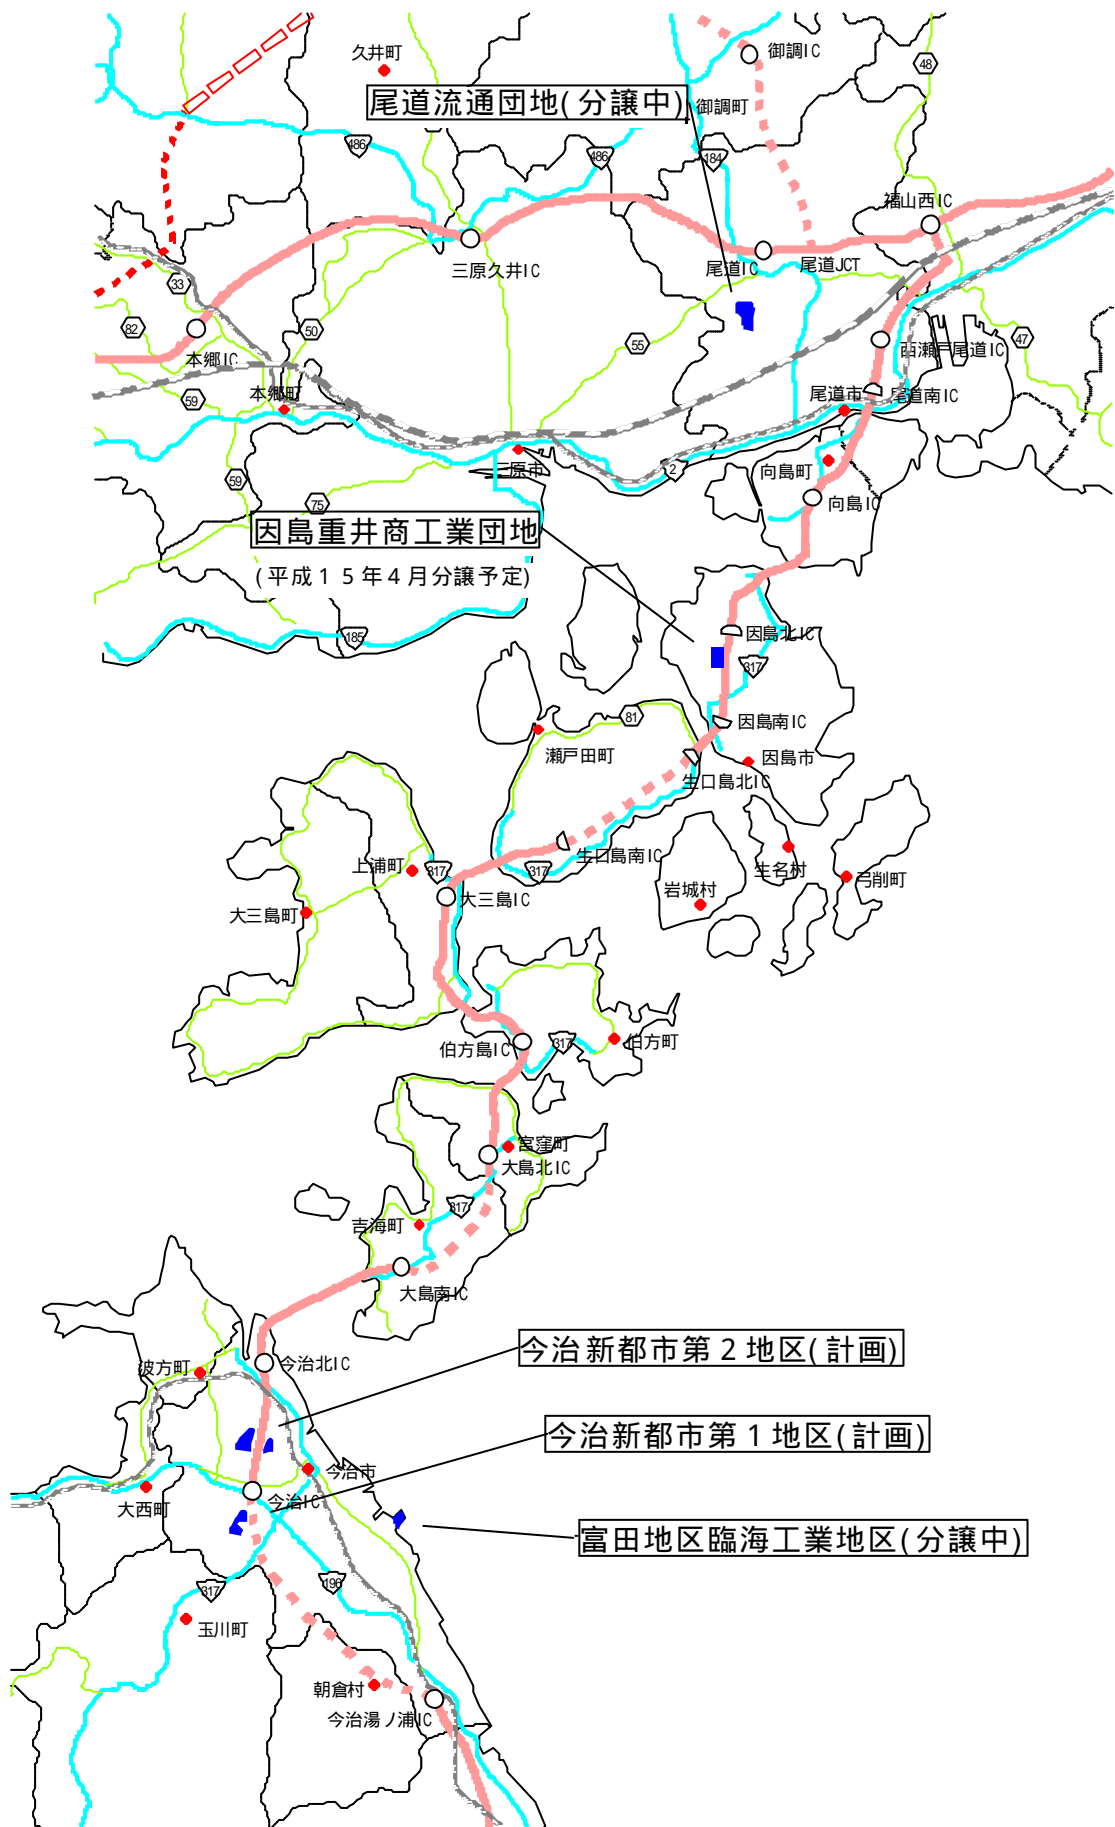 久井町
御調IC
48
尾道流通団地(分譲中)
御調町
486
486
184
福山西IC
三原久井IC
尾道IC
尾道JCT
33
82
50
55
47
本郷IC
西瀬戸尾道IC
59
本郷町
尾道市
尾道南IC
2
三原市
向島町
59
75
向島IC
因島重井商工業団地
(平成15年4月分譲予定)
185
因島北IC
317
81
因島南IC
瀬戸田町
因島市
生口島北IC
生口島南IC
317
317
上浦町
生名村
弓削町
岩城村
大三島IC
大三島町
伯方島IC
317
伯方町
宮窪町
大島北IC
317
吉海町
大島南IC
今治新都市第2地区(計画)
今治北IC
波方町
今治新都市第1地区(計画)
今治市
大西町
今治IC
富田地区臨海工業地区(分譲中)
317
196
玉川町
朝倉村
今治湯ノ浦IC